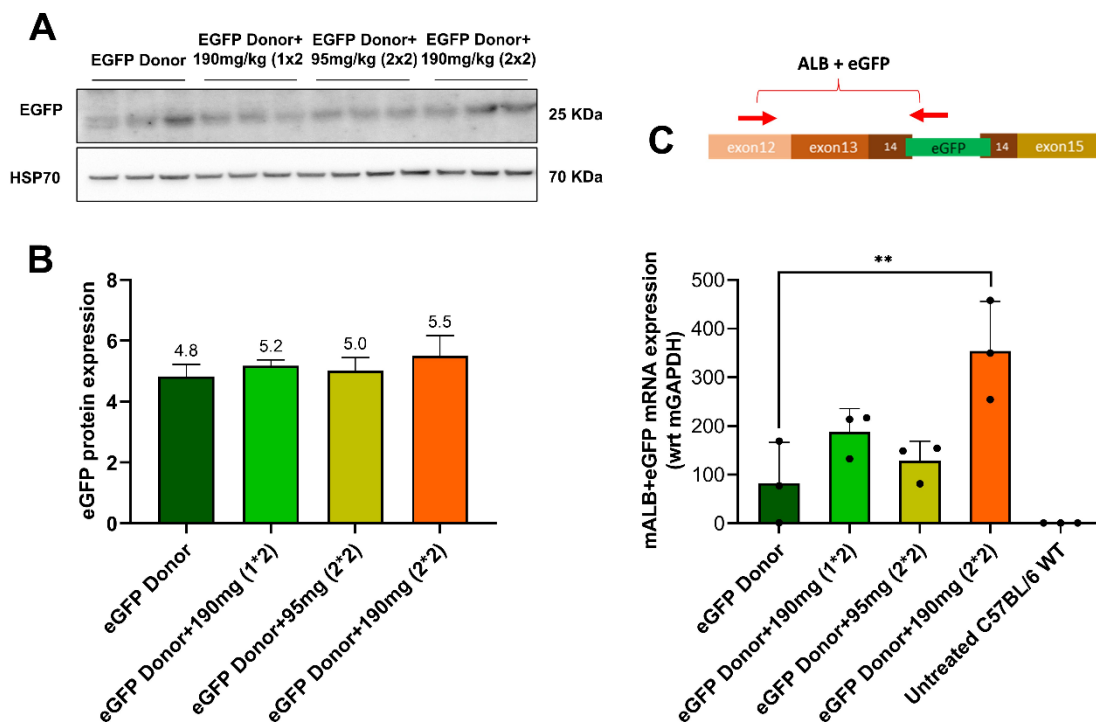 A
EGFP Donor
EGFP Donor+
190mg/kg (1x2
EGFP Donor+
95mg/kg (2x2)
EGFP Donor+
190mg/kg (2x2)
EGFP
25 KDa
HSP70
70 KDa
C
ALB + eGFP
exon12 exon13 14 eGFP 14 exon15
B
eGFP protein expression
8
6
4
2
0
4.8
5.2
5.0
5.5
eGFP Donor
eGFP Donor+190mg (1*2)
eGFP Donor+95mg (2*2)
eGFP Donor+190mg (2*2)
mALB+eGFP mRNA expression
(wrt mGAPDH)
500
400
300
200
100
0
**
eGFP Donor
eGFP Donor+190mg (1*2)
eGFP Donor+95mg (2*2)
eGFP Donor+190mg (2*2)
Untreated C57BL/6 WT